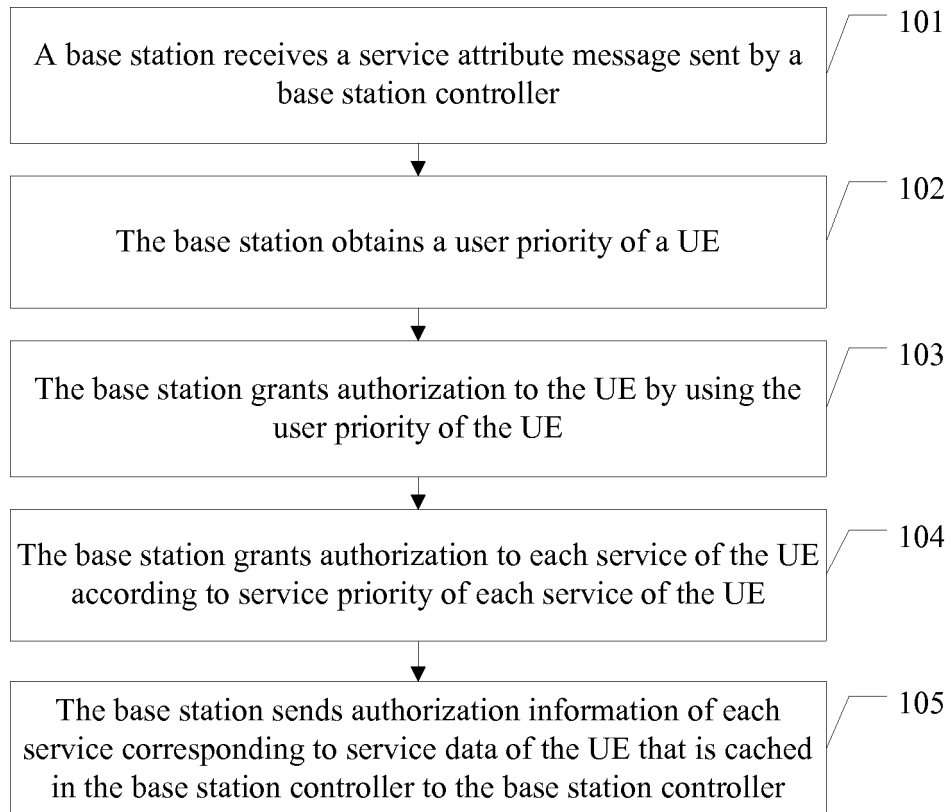 A base station receives a service attribute message sent by a
base station controller
101
The base station obtains a user priority of a UE
102
The base station grants authorization to the UE by using the
user priority of the UE
103
The base station grants authorization to each service of the UE
according to service priority of each service of the UE
104
The base station sends authorization information of each
service corresponding to service data of the UE that is cached
in the base station controller to the base station controller
105